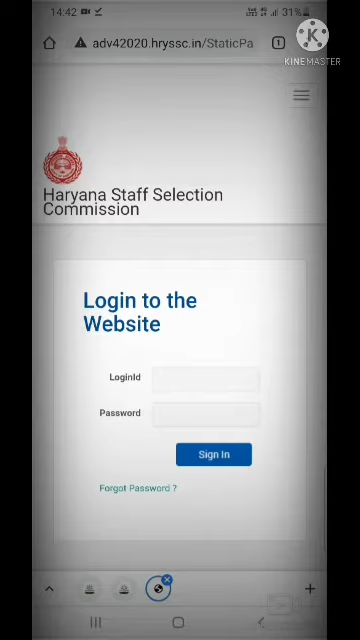 14:42
31%
adv42020.hryssc.in/StaticPa
1
KINEMASTER
Haryana Staff Selection
Commission
Login to the
Website
LoginId
Password
Sign In
Forgot Password ?